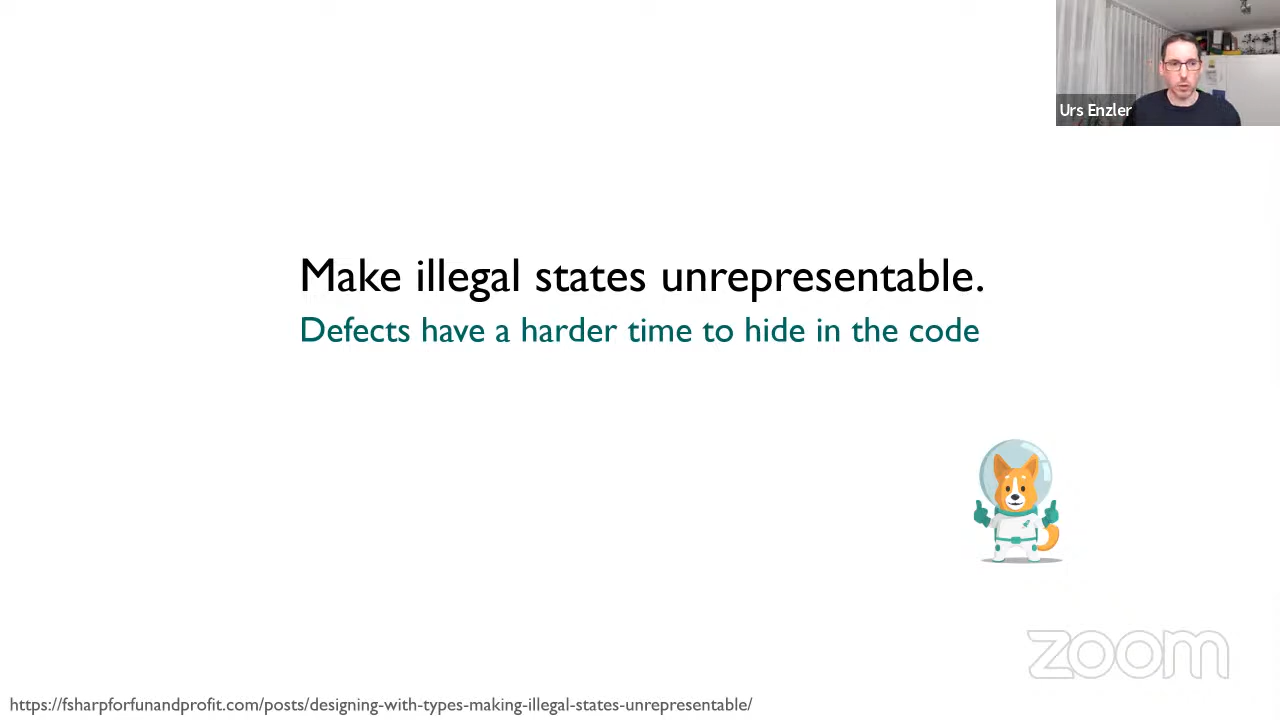 Urs Enzler
Make illegal states unrepresentable.
Defects have a harder time to hide in the code
zoom
https://fsharpforfunandprofit.com/posts/designing-with-types-making-illegal-states-unrepresentable/